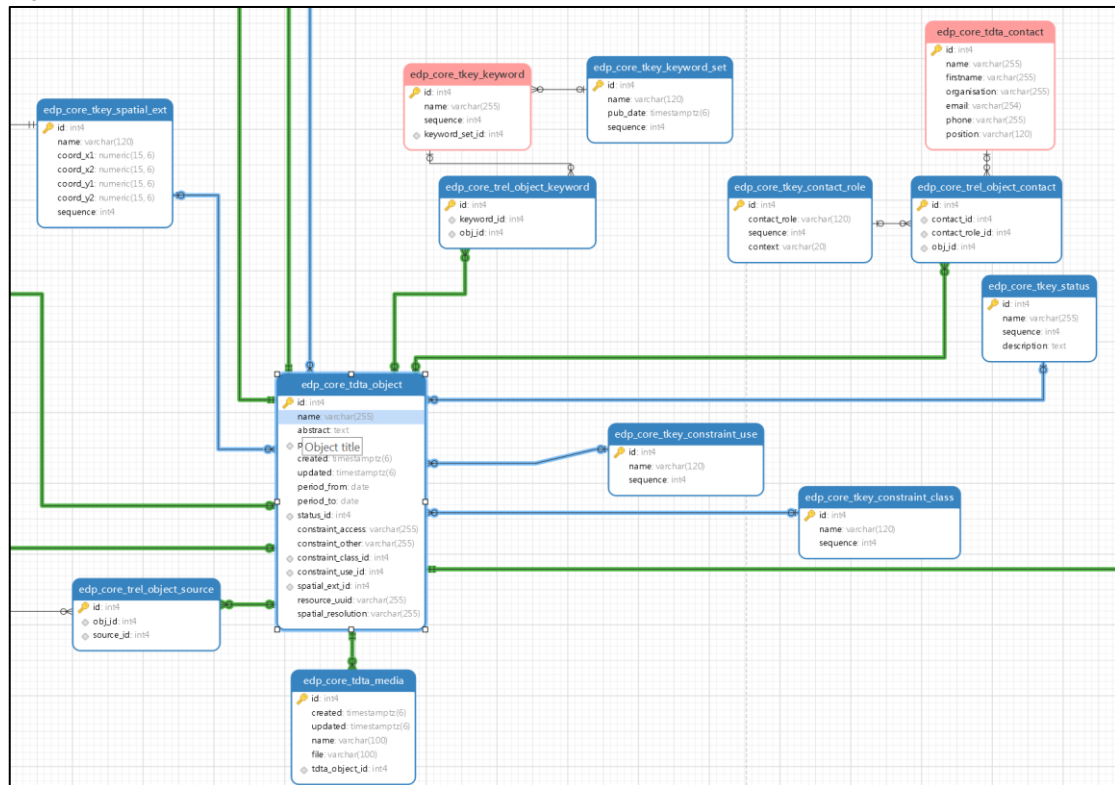 edp_core_tdta_contact
id: int4
name: varchar(255)
firstname: varchar(255)
organisation: varchar(255)
email: varchar(254)
phone: varchar(255)
position: varchar(120)
edp_core_tkey_keyword
id: int4
name: varchar(255)
sequence: int4
keyword_set_id: int4
edp_core_tkey_keyword_set
id: int4
name: varchar(120)
pub_date: timestamptz(6)
sequence: int4
edp_core_tkey_spatial_ext
id: int4
name: varchar(120)
coord_x1: numeric(15, 6)
coord_x2: numeric(15, 6)
coord_y1: numeric(15, 6)
coord_y2: numeric(15, 6)
sequence: int4
edp_core_trel_object_keyword
id: int4
keyword_id: int4
obj_id: int4
edp_core_tkey_contact_role
id: int4
contact_role: varchar(120)
sequence: int4
context: varchar(20)
edp_core_trel_object_contact
id: int4
contact_id: int4
contact_role_id: int4
obj_id: int4
edp_core_tkey_status
id: int4
name: varchar(255)
sequence: int4
description: text
edp_core_tdta_object
id: int4
name: varchar(255)
abstract: text
Object title
created: timestamptz(6)
updated: timestamptz(6)
period_from: date
period_to: date
status_id: int4
constraint_access: varchar(255)
constraint_other: varchar(255)
constraint_class_id: int4
constraint_use_id: int4
spatial_ext_id: int4
resource_uuid: varchar(255)
spatial_resolution: varchar(255)
edp_core_tkey_constraint_use
id: int4
name: varchar(120)
sequence: int4
edp_core_tkey_constraint_class
id: int4
name: varchar(120)
sequence: int4
edp_core_trel_object_source
id: int4
obj_id: int4
source_id: int4
edp_core_tdta_media
id: int4
created: timestamptz(6)
updated: timestamptz(6)
name: varchar(100)
file: varchar(100)
tdta_object_id: int4